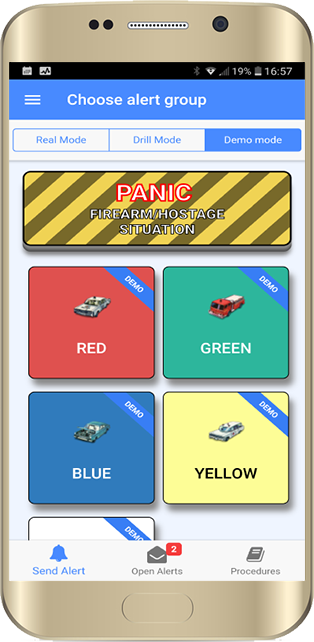 19% 16:57
Choose alert group
Real Mode
Drill Mode
Demo mode
PANIC
FIREARM/HOSTAGE
SITUATION
DEMO
RED
DEMO
GREEN
DEMO
BLUE
DEMO
YELLOW
DEMO
2
Send Alert
Open Alerts
Procedures